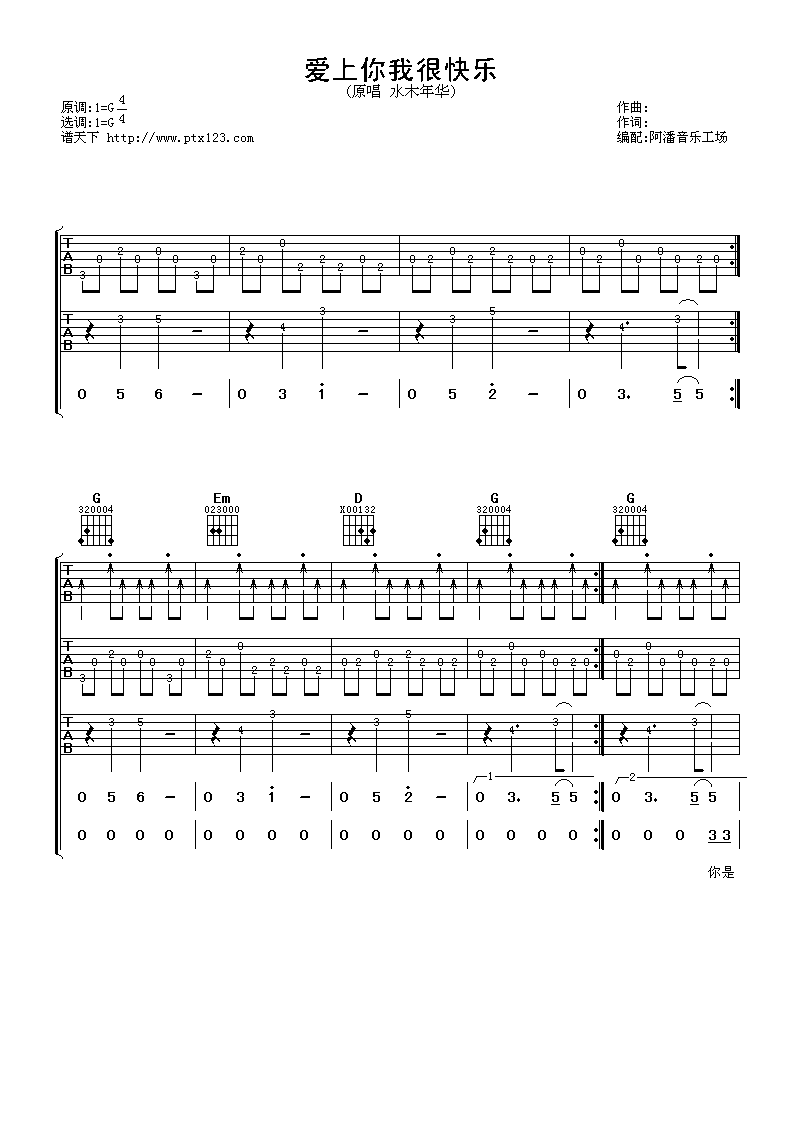 爱上你我很快乐
(原唱 水木年华)
原调:1=G 4/4
选调:1=G
谱天下 http://www.ptx123.com
作曲:
作词:
编配:阿潘音乐工场
T A B 3 0 2 0 0 0 3 0 2 0 0 2 2 2 0 2 0 2 0 2 2 2 0 2 0 2 0 0 0 0 2 0
T A B 3 5 - 4 3 - 3 5 - 4. 3
0 5 6 - 0 3 1 - 0 5 2 - 0 3. 5 5
G Em D G G
320004 023000 X00132 320004 320004
T A B
T A B 3 0 2 0 0 0 3 0 2 0 0 2 2 2 0 2 0 2 0 2 2 2 0 2 0 2 0 0 0 0 2 0 0 2 0 0 0 0 2 0
T A B 3 5 - 4 3 - 3 5 - 4. 3 4. 3
1 2
0 5 6 - 0 3 1 - 0 5 2 - 0 3. 5 5 0 3. 5 5
0 0 0 0 0 0 0 0 0 0 0 0 0 0 0 0 0 0 0 3 3
你是